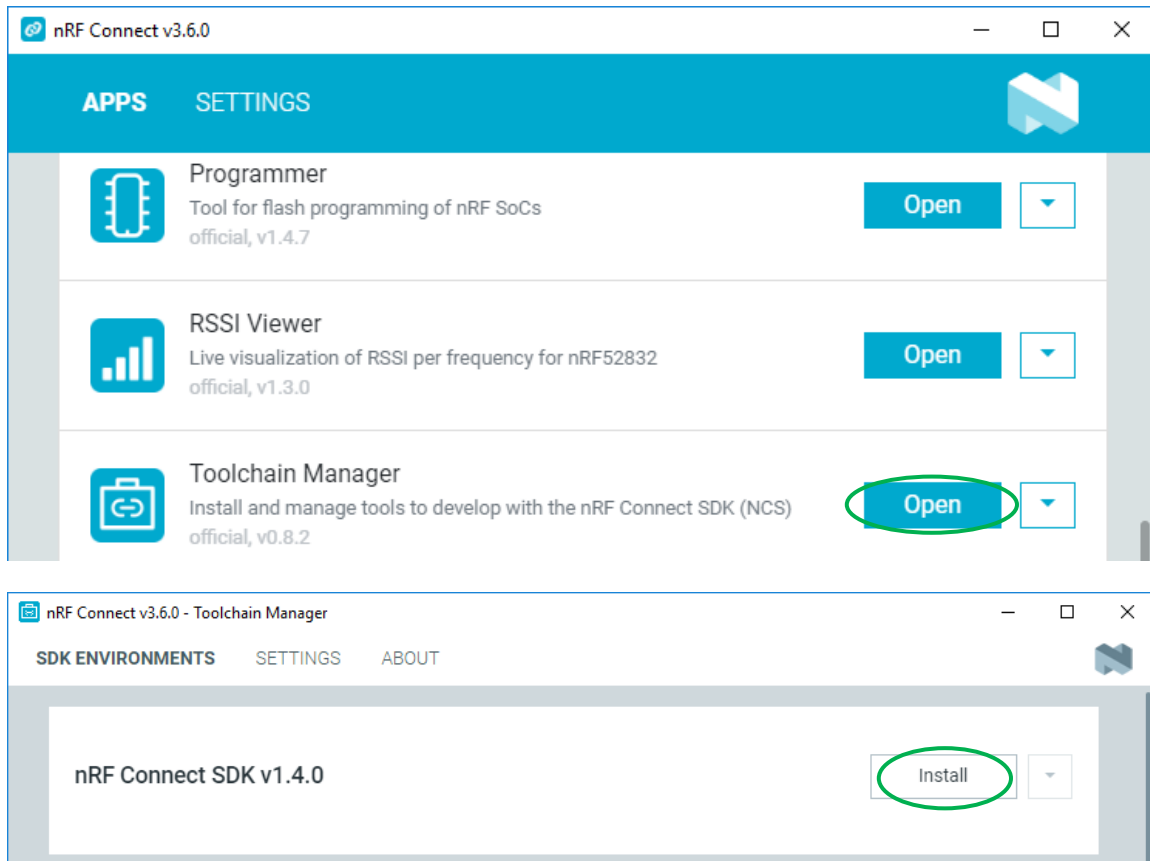 nRF Connect v3.6.0
APPS SETTINGS
Programmer
Tool for flash programming of nRF SoCs
official, v1.4.7
Open
RSSI Viewer
Live visualization of RSSI per frequency for nRF52832
official, v1.3.0
Open
Toolchain Manager
Install and manage tools to develop with the nRF Connect SDK (NCS)
official, v0.8.2
Open
nRF Connect v3.6.0 - Toolchain Manager
SDK ENVIRONMENTS SETTINGS ABOUT
nRF Connect SDK v1.4.0
Install